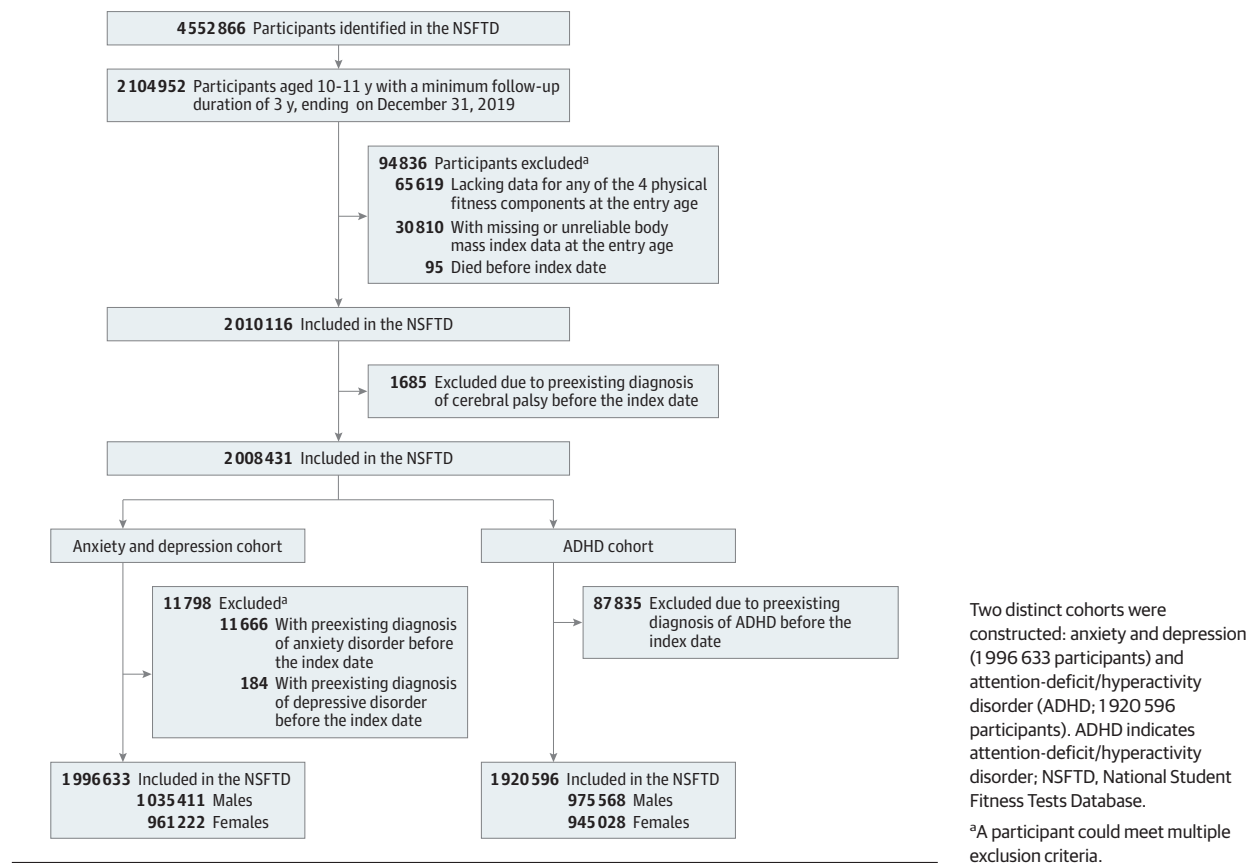 4552866 Participants identified in the NSFTD
2104952 Participants aged 10-11 y with a minimum follow-up
duration of 3 y, ending on December 31, 2019
94836 Participants excludedᵃ
65619 Lacking data for any of the 4 physical
fitness components at the entry age
30810 With missing or unreliable body
mass index data at the entry age
95 Died before index date
2010116 Included in the NSFTD
1685 Excluded due to preexisting diagnosis
of cerebral palsy before the index date
2008431 Included in the NSFTD
Anxiety and depression cohort
11798 Excludedᵃ
11666 With preexisting diagnosis
of anxiety disorder before
the index date
184 With preexisting diagnosis
of depressive disorder
before the index date
1996633 Included in the NSFTD
1035411 Males
961222 Females
ADHD cohort
87835 Excluded due to preexisting
diagnosis of ADHD before the
index date
1920596 Included in the NSFTD
975568 Males
945028 Females
Two distinct cohorts were
constructed: anxiety and depression
(1 996 633 participants) and
attention-deficit/hyperactivity
disorder (ADHD; 1 920 596
participants). ADHD indicates
attention-deficit/hyperactivity
disorder; NSFTD, National Student
Fitness Tests Database.
ᵃA participant could meet multiple
exclusion criteria.